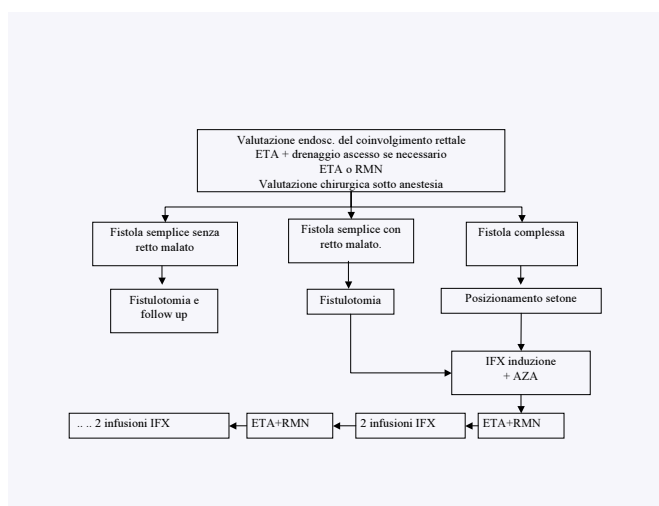 Valutazione endosc. del coinvolgimento rettale
ETA + drenaggio ascesso se necessario
ETA o RMN
Valutazione chirurgica sotto anestesia
Fistola semplice senza
retto malato
Fistola semplice con
retto malato.
Fistola complessa
Fistulotomia e
follow up
Fistulotomia
Posizionamento setone
IFX induzione
+ AZA
.. .. 2 infusioni IFX
ETA+RMN
2 infusioni IFX
ETA+RMN